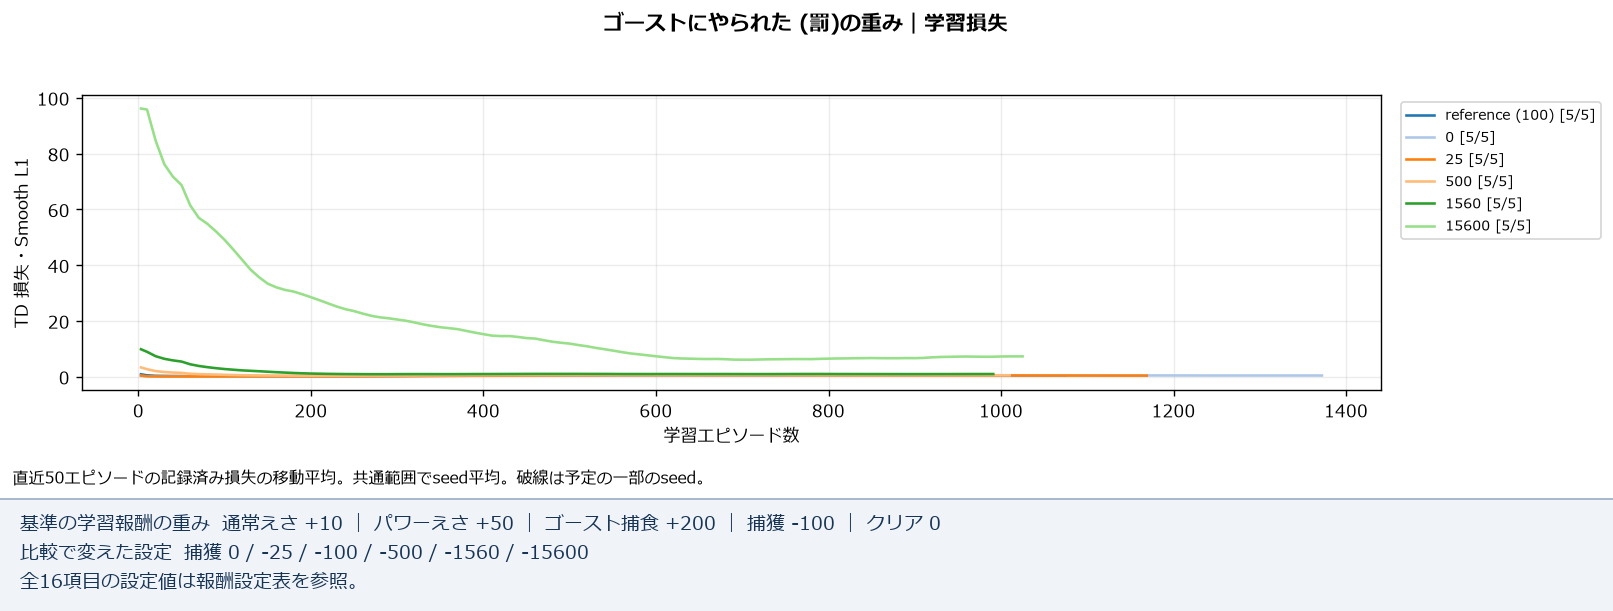 ゴーストにやられた (罰)の重み｜学習損失
TD 損失・Smooth L1
100
80
60
40
20
0
0
200
400
600
800
1000
1200
1400
学習エピソード数
reference (100) [5/5]
0 [5/5]
25 [5/5]
500 [5/5]
1560 [5/5]
15600 [5/5]
直近50エピソードの記録済み損失の移動平均。共通範囲でseed平均。破線は予定の一部のseed。
基準の学習報酬の重み 通常えさ +10 ｜ パワーえさ +50 ｜ ゴースト捕食 +200 ｜ 捕獲 -100 ｜ クリア 0
比較で変えた設定 捕獲 0 / -25 / -100 / -500 / -1560 / -15600
全16項目の設定値は報酬設定表を参照。